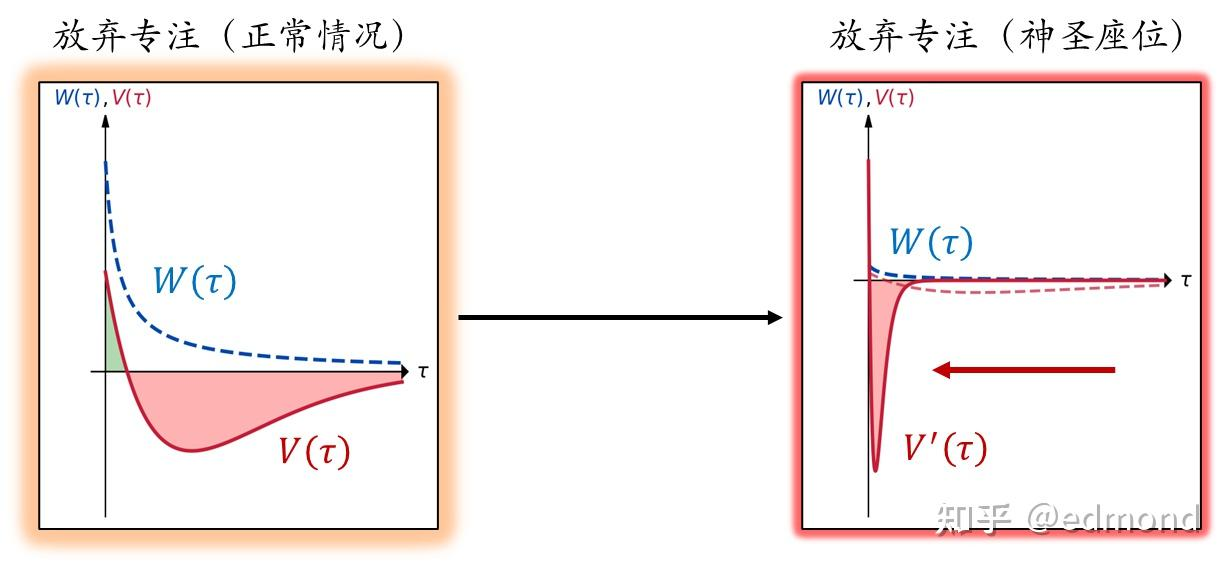 放弃专注（正常情况）
W(τ), V(τ)
W(τ)
τ
V(τ)
放弃专注（神圣座位）
W(τ), V(τ)
W(τ)
τ
V′(τ)
知乎 @edmond